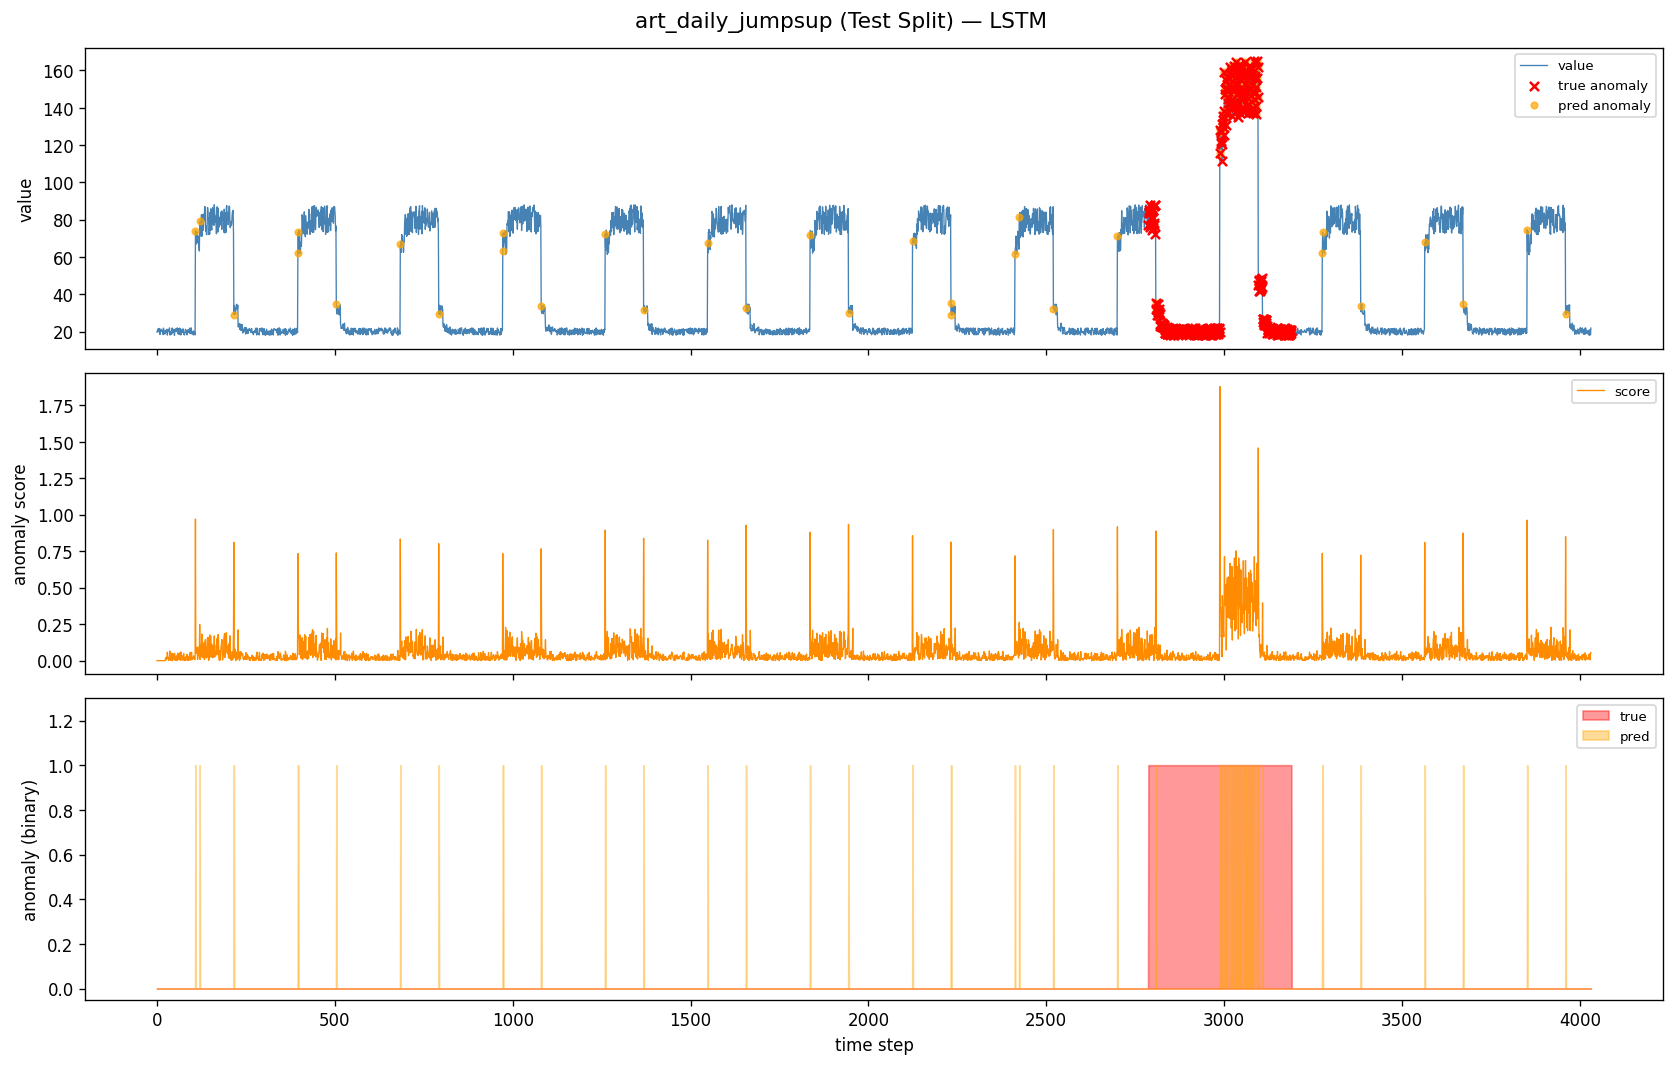 art_daily_jumpsup (Test Split) — LSTM
160
140
120
100
80
60
40
20
value
value
true anomaly
pred anomaly
1.75
1.50
1.25
1.00
0.75
0.50
0.25
0.00
anomaly score
score
1.2
1.0
0.8
0.6
0.4
0.2
0.0
anomaly (binary)
true
pred
0 500 1000 1500 2000 2500 3000 3500 4000
time step